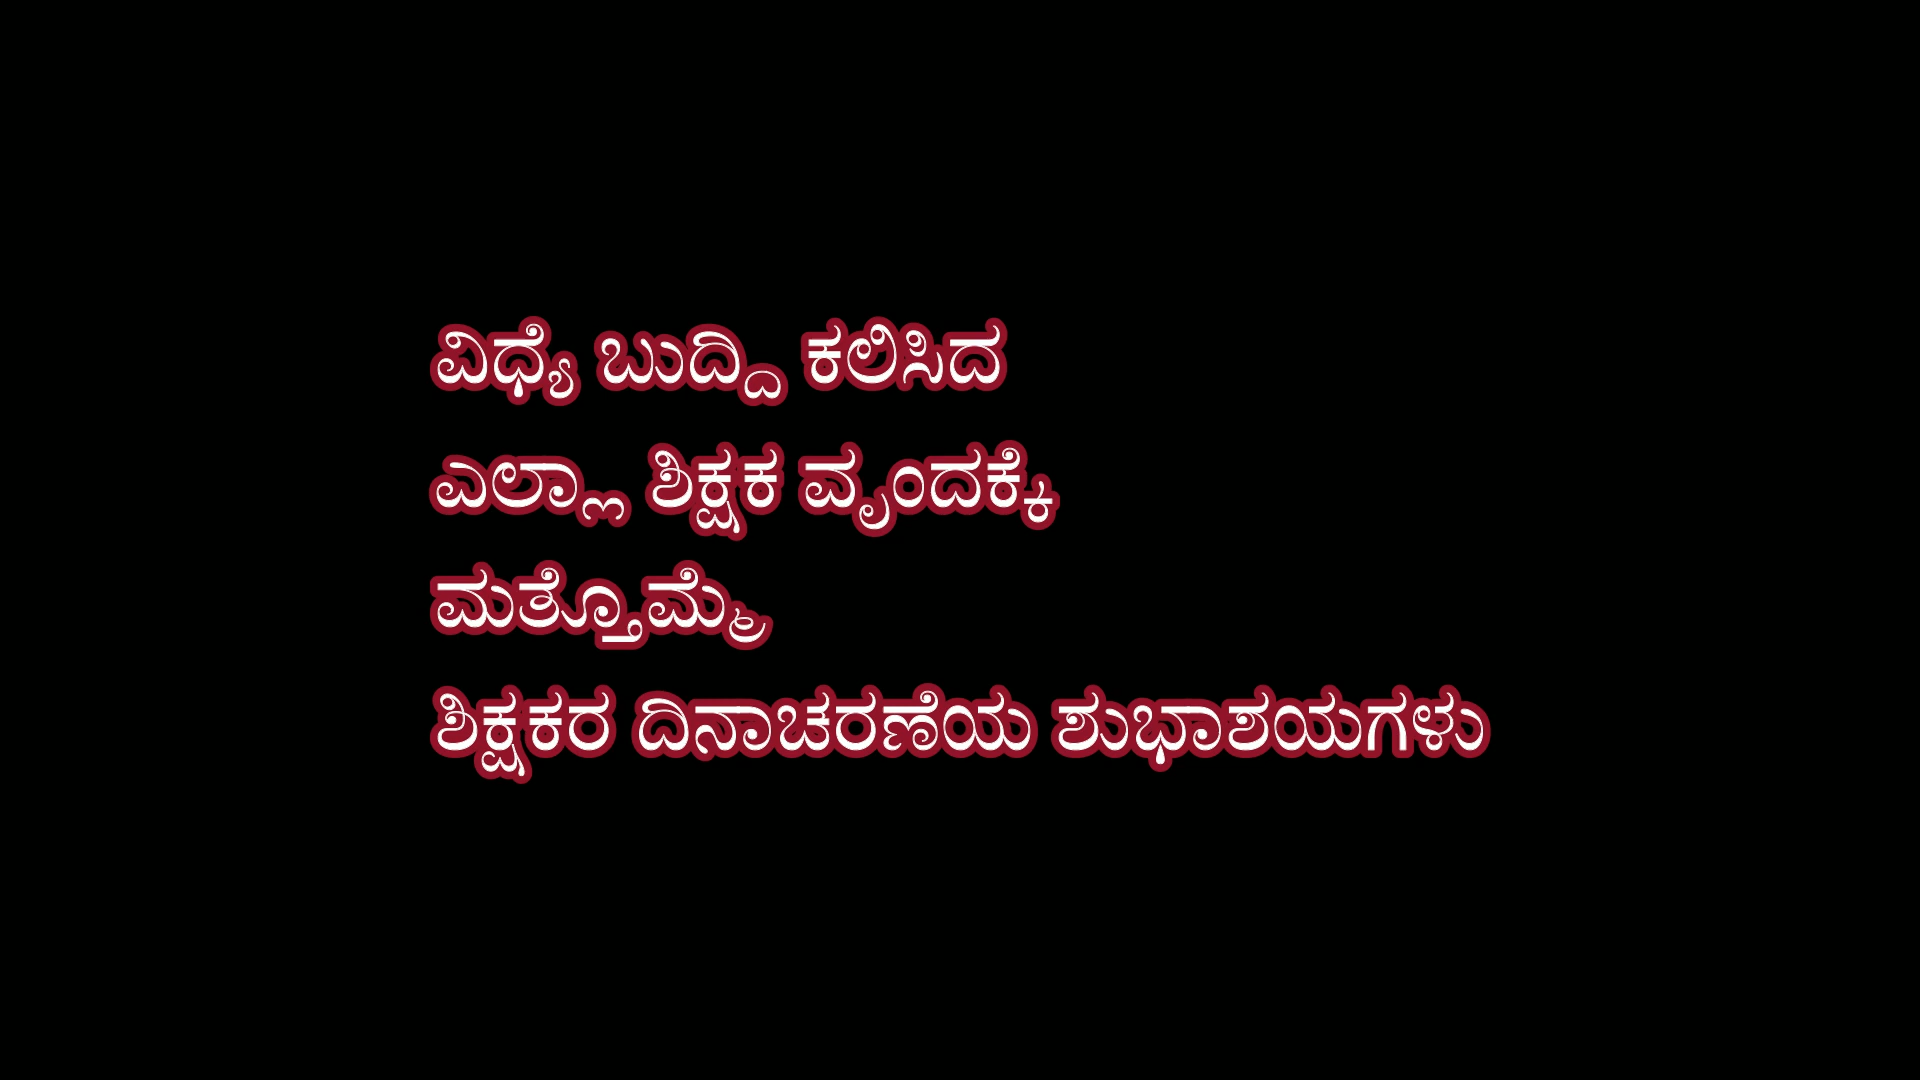 ವಿಧ್ಯೆ ಬುದ್ದಿ ಕಲಿಸಿದ
ಎಲ್ಲಾ ಶಿಕ್ಷಕ ವೃಂದಕ್ಕೆ
ಮತ್ತೊಮ್ಮೆ
ಶಿಕ್ಷಕರ ದಿನಾಚರಣೆಯ ಶುಭಾಶಯಗಳು